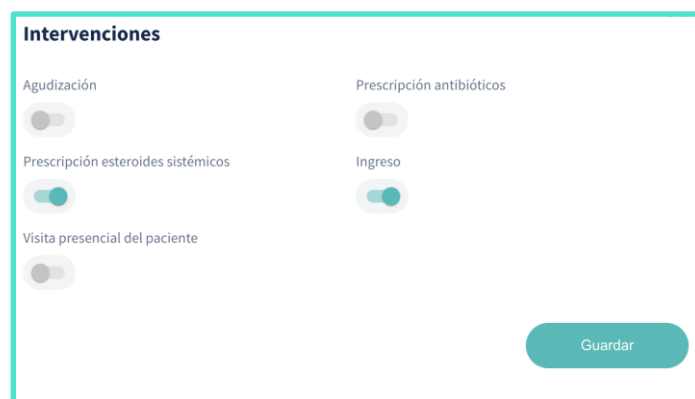 Intervenciones
Agudización
Prescripción antibióticos
Prescripción esteroides sistémicos
Ingreso
Visita presencial del paciente
Guardar